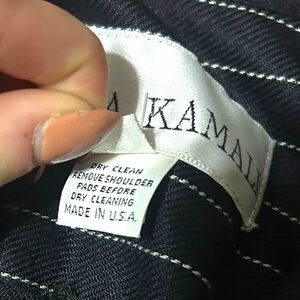 A KAMALI
DRY CLEAN
REMOVE SHOULDER
PADS BEFORE
DRY CLEANING
MADE IN U.S.A.